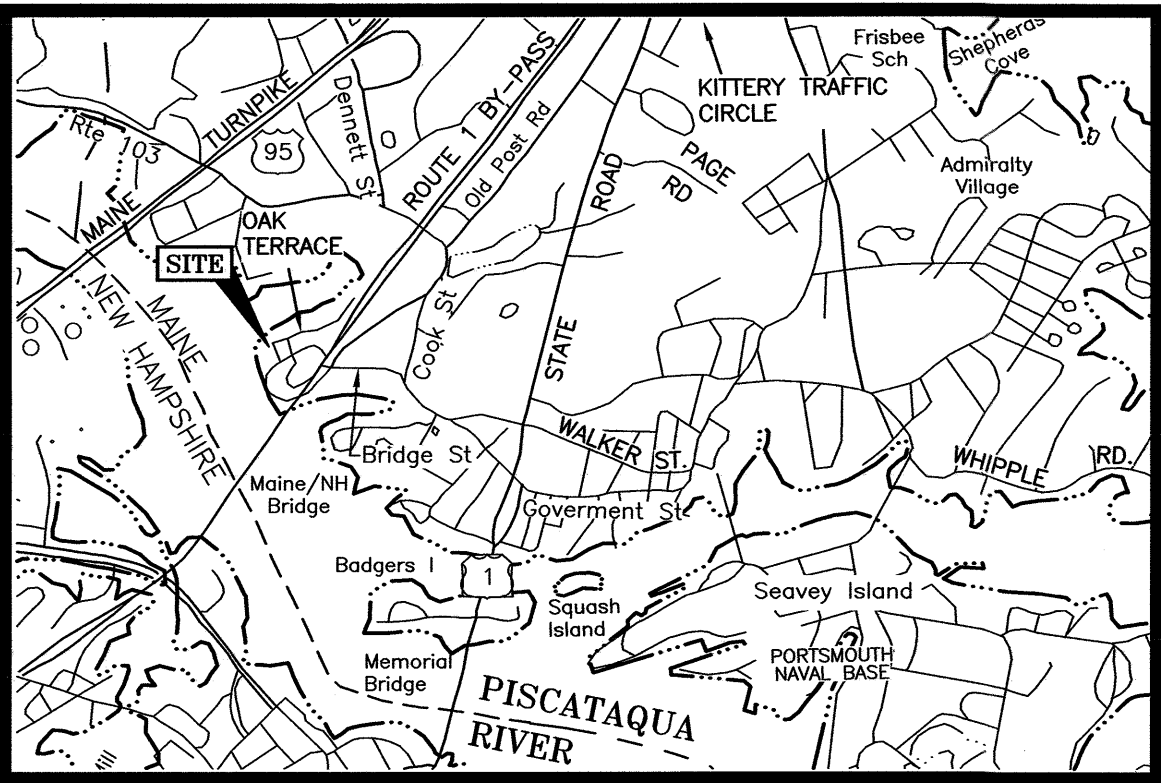 Frisbee
Sch
Shepheras
Cove
KITTERY TRAFFIC
CIRCLE
MAINE TURNPIKE
95
Dennett St
ROUTE 1 BY-PASS
Old Post Rd
Rte 103
PAGE
RD
Admiralty
Village
OAK
TERRACE
SITE
STATE ROAD
Cook St
MAINE
NEW HAMPSHIRE
WALKER ST.
WHIPPLE RD.
Bridge St
Maine/NH
Bridge
Goverment St
Badgers I
1
Squash
Island
Seavey Island
Memorial
Bridge
PORTSMOUTH
NAVAL BASE
PISCATAQUA
RIVER